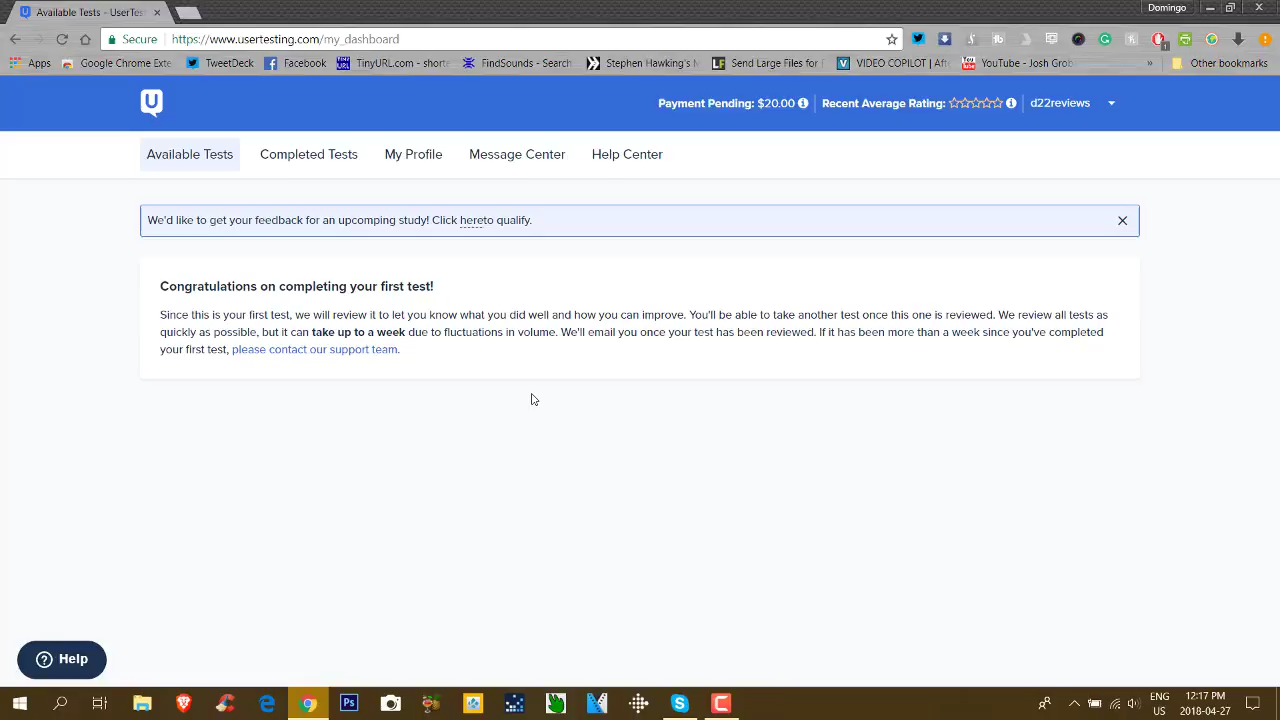 Available Tests - UserTes
Domingo
Secure
https://www.usertesting.com/my_dashboard
1
Apps
Google Chrome Exte
TweetDeck
Facebook
TinyURL.com - shorte
FindSounds - Search
Stephen Hawking's
Send Large Files for
VIDEO COPILOT | Aft
YouTube - Josh Groo
»
Other bookmarks
U
Payment Pending: $20.00
Recent Average Rating:
d22reviews
Available Tests
Completed Tests
My Profile
Message Center
Help Center
We'd like to get your feedback for an upcomping study! Click hereto qualify.
Congratulations on completing your first test!
Since this is your first test, we will review it to let you know what you did well and how you can improve. You'll be able to take another test once this one is reviewed. We review all tests as
quickly as possible, but it can take up to a week due to fluctuations in volume. We'll email you once your test has been reviewed. If it has been more than a week since you've completed
your first test, please contact our support team.
Help
ENG
US
12:17 PM
2018-04-27